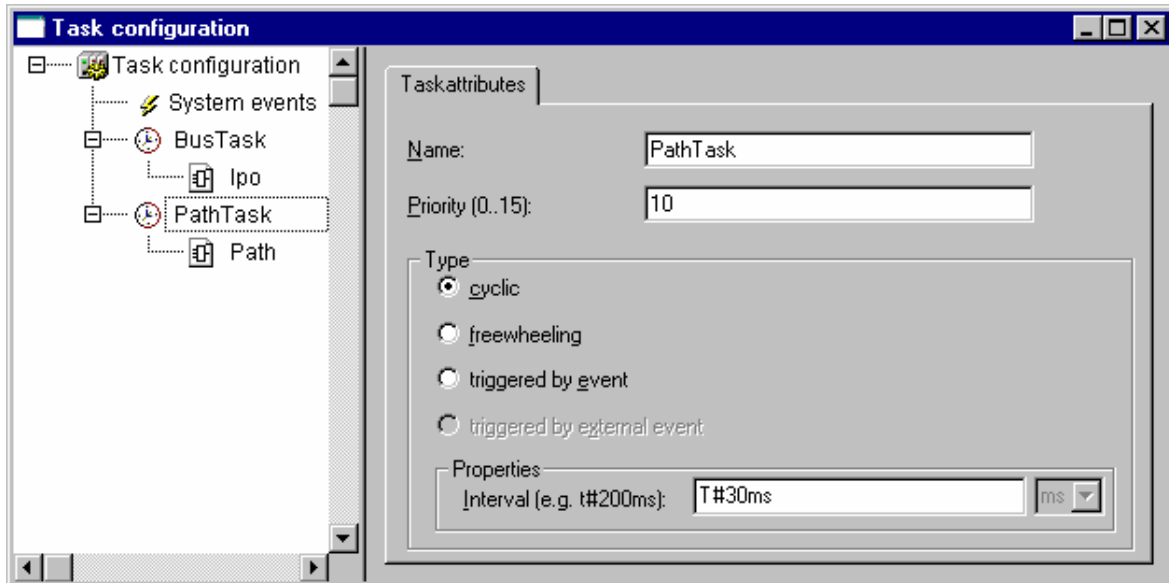 Task configuration
Task configuration
System events
BusTask
Ipo
PathTask
Path
Taskattributes
Name: PathTask
Priority (0..15): 10
Type
cyclic
freewheeling
triggered by event
triggered by external event
Properties
Interval (e.g. t#200ms): T#30ms ms